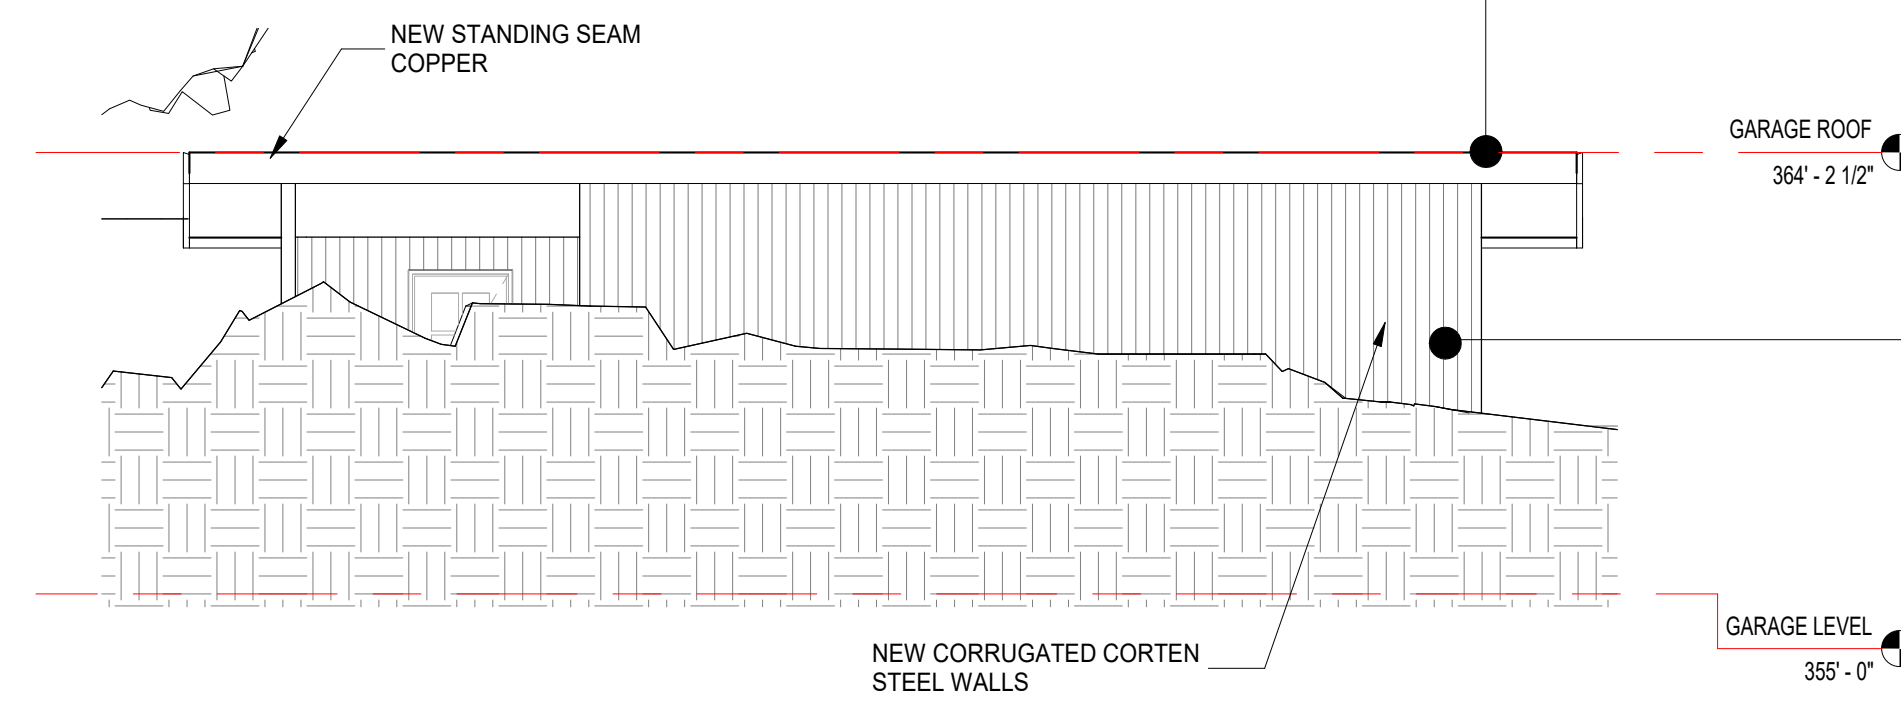 NEW STANDING SEAM
COPPER
GARAGE ROOF
364' - 2 1/2"
GARAGE LEVEL
355' - 0"
NEW CORRUGATED CORTEN
STEEL WALLS